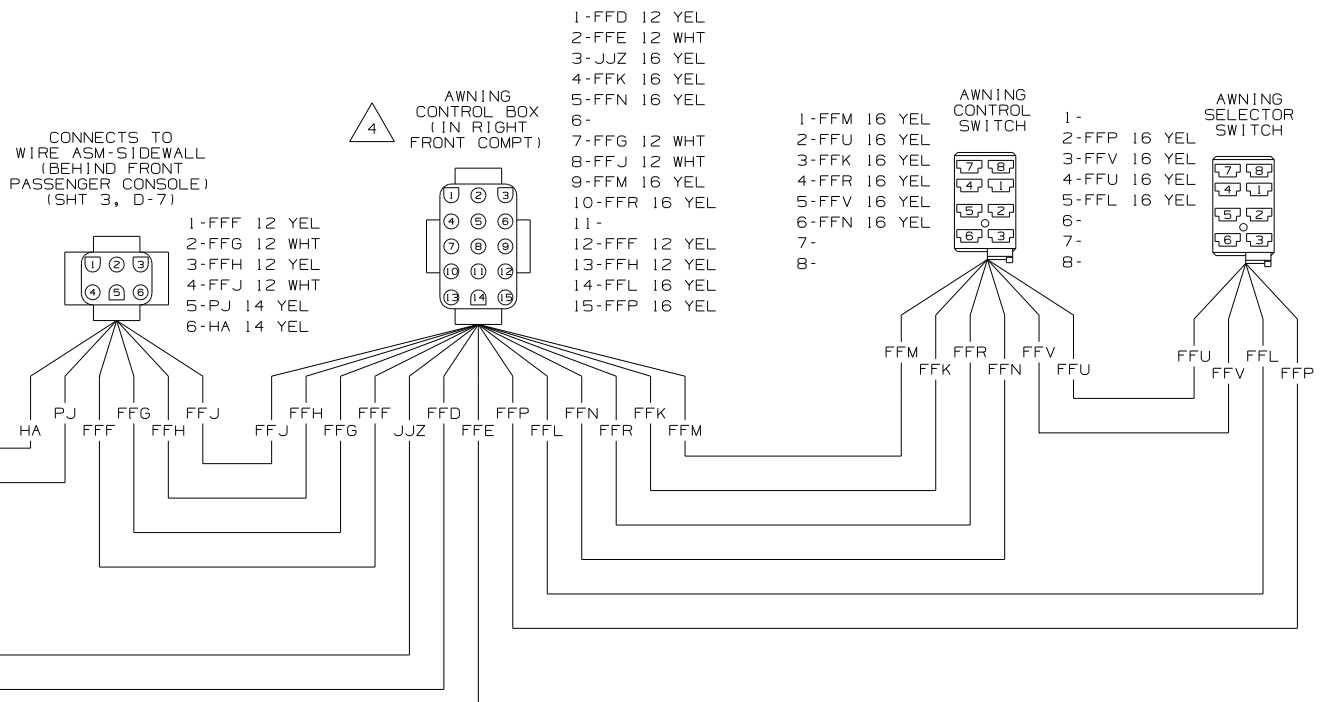 CONNECTS TO
WIRE ASM-SIDEWALL
(BEHIND FRONT
PASSENGER CONSOLE)
(SHT 3, D-7)
1-FFF 12 YEL
2-FFG 12 WHT
3-FFH 12 YEL
4-FFJ 12 WHT
5-PJ 14 YEL
6-HA 14 YEL
1 2 3
4 5 6
4
AWNING
CONTROL BOX
(IN RIGHT
FRONT COMPT)
1-FFD 12 YEL
2-FFE 12 WHT
3-JJZ 16 YEL
4-FFK 16 YEL
5-FFN 16 YEL
6-
7-FFG 12 WHT
8-FFJ 12 WHT
9-FFM 16 YEL
10-FFR 16 YEL
11-
12-FFF 12 YEL
13-FFH 12 YEL
14-FFL 16 YEL
15-FFP 16 YEL
1 2 3
4 5 6
7 8 9
10 11 12
13 14 15
1-FFM 16 YEL
2-FFU 16 YEL
3-FFK 16 YEL
4-FFR 16 YEL
5-FFV 16 YEL
6-FFN 16 YEL
7-
8-
AWNING
CONTROL
SWITCH
7 8
4 1
5 2
6 3
1-
2-FFP 16 YEL
3-FFV 16 YEL
4-FFU 16 YEL
5-FFL 16 YEL
6-
7-
8-
AWNING
SELECTOR
SWITCH
7 8
4 1
5 2
6 3
FFM FFR FFV
FFK FFN FFU
FFU FFL
FFV FFP
PJ FFG FFJ
HA FFF FFH
FFH FFF FFD FFP FFN FFK
FFJ FFG JJZ FFE FFL FFR FFM